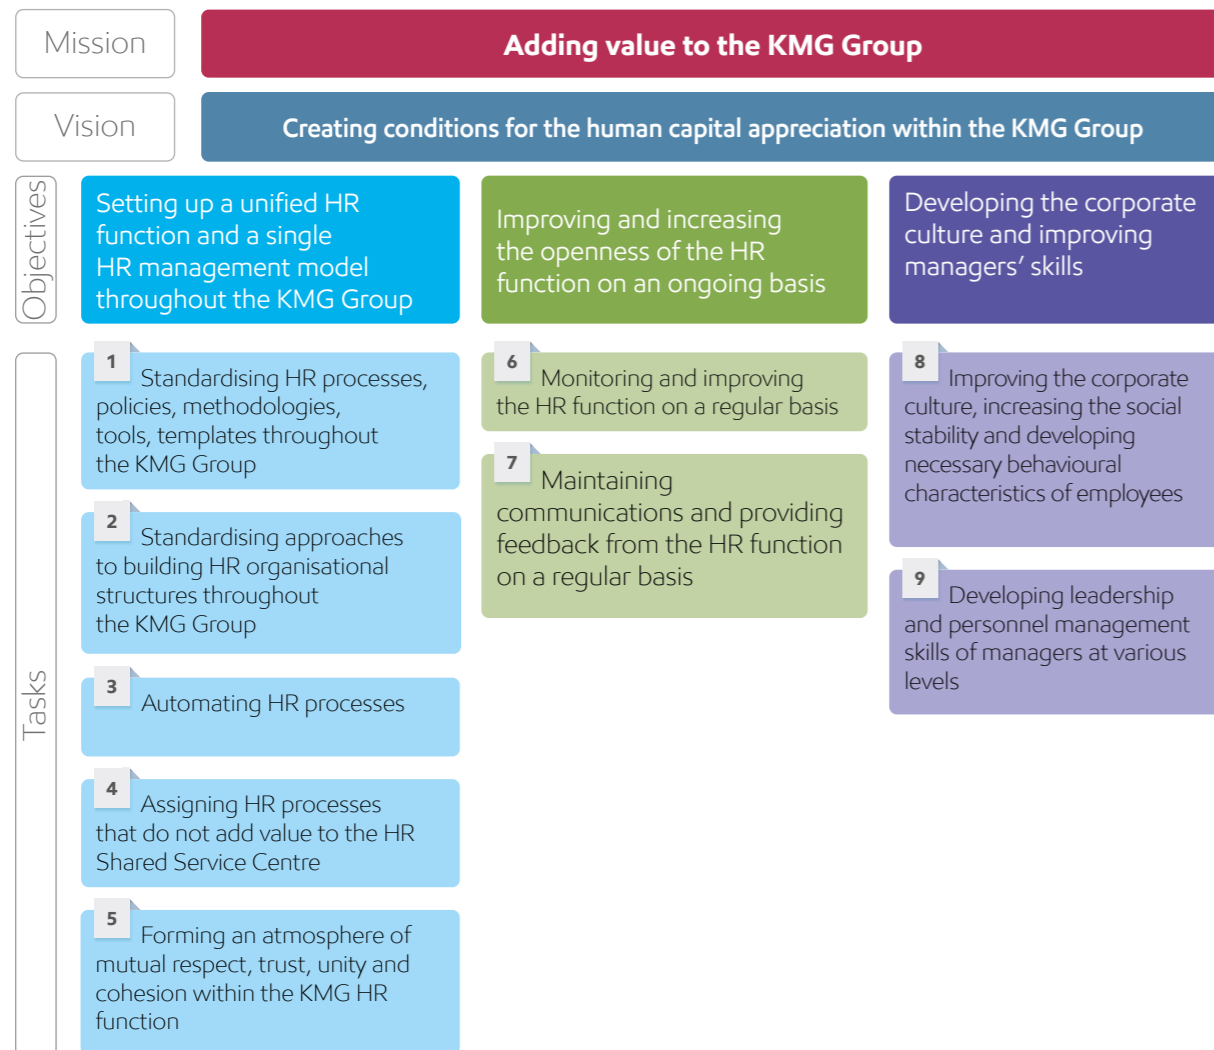 Mission
Adding value to the KMG Group
Vision
Creating conditions for the human capital appreciation within the KMG Group
Objectives
Setting up a unified HR
function and a single
HR management model
throughout the KMG Group
Improving and increasing
the openness of the HR
function on an ongoing basis
Developing the corporate
culture and improving
managers’ skills
Tasks
1
Standardising HR processes,
policies, methodologies,
tools, templates throughout
the KMG Group
2
Standardising approaches
to building HR organisational
structures throughout
the KMG Group
3
Automating HR processes
4
Assigning HR processes
that do not add value to the HR
Shared Service Centre
5
Forming an atmosphere of
mutual respect, trust, unity and
cohesion within the KMG HR
function
6
Monitoring and improving
the HR function on a regular basis
7
Maintaining
communications and providing
feedback from the HR function
on a regular basis
8
Improving the corporate
culture, increasing the social
stability and developing
necessary behavioural
characteristics of employees
9
Developing leadership
and personnel management
skills of managers at various
levels